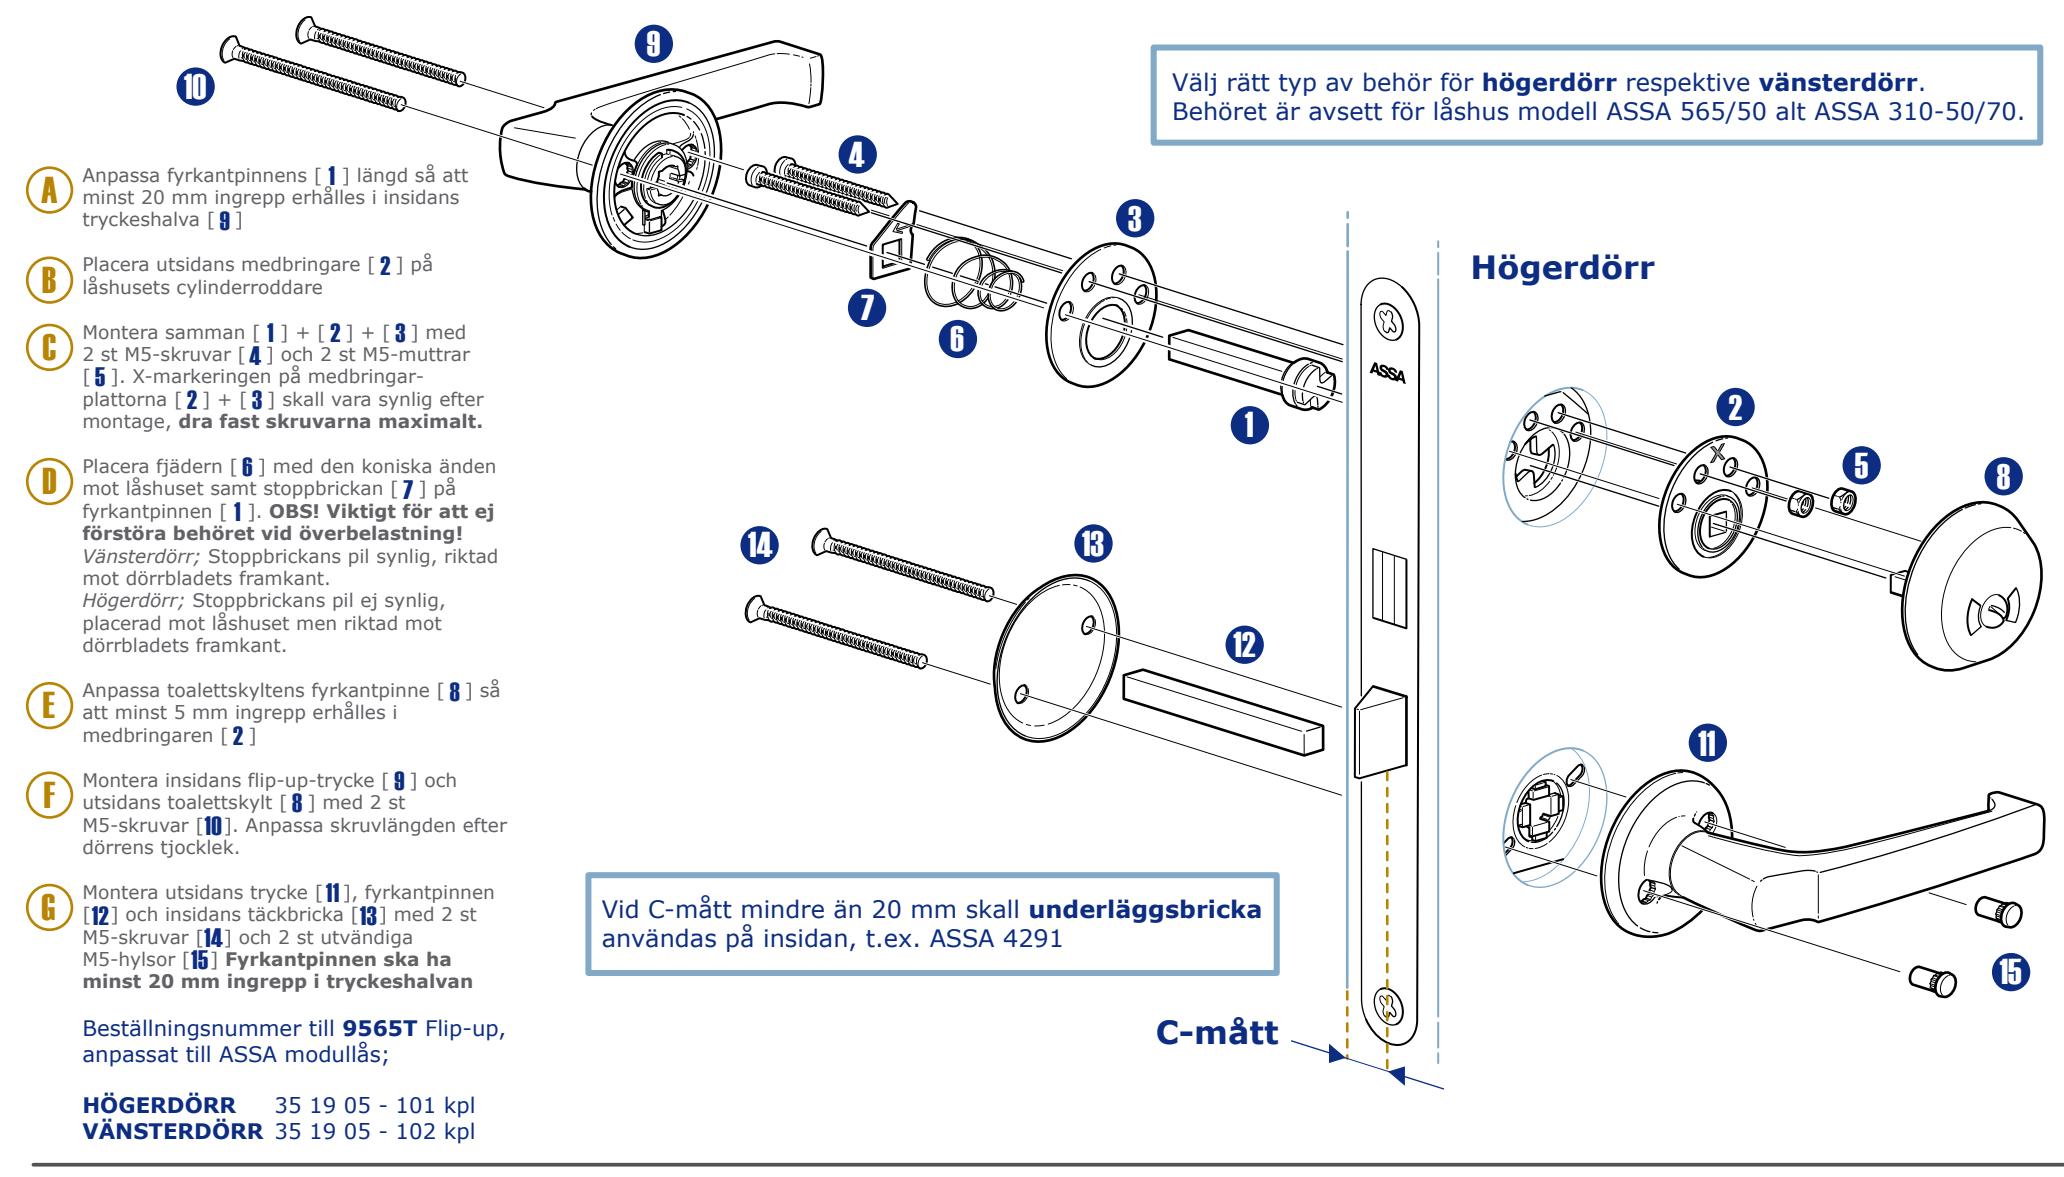 10
9
4
3
7
6
1
Välj rätt typ av behör för högerdörr respektive vänsterdörr.
Behöret är avsett för låshus modell ASSA 565/50 alt ASSA 310-50/70.
A
Anpassa fyrkantpinnens [ 1 ] längd så att
minst 20 mm ingrepp erhålles i insidans
tryckeshalva [ 9 ]
B
Placera utsidans medbringare [ 2 ] på
låshusets cylinderroddare
C
Montera samman [ 1 ] + [ 2 ] + [ 3 ] med
2 st M5-skruvar [ 4 ] och 2 st M5-muttrar
[ 5 ]. X-markeringen på medbringar-
plattorna [ 2 ] + [ 3 ] skall vara synlig efter
montage, dra fast skruvarna maximalt.
D
Placera fjädern [ 6 ] med den koniska änden
mot låshuset samt stoppbrickan [ 7 ] på
fyrkantpinnen [ 1 ]. OBS! Viktigt för att ej
förstöra behöret vid överbelastning!
Vänsterdörr; Stoppbrickans pil synlig, riktad
mot dörrbladets framkant.
Högerdörr; Stoppbrickans pil ej synlig,
placerad mot låshuset men riktad mot
dörrbladets framkant.
E
Anpassa toalettskyltens fyrkantpinne [ 8 ] så
att minst 5 mm ingrepp erhålles i
medbringaren [ 2 ]
F
Montera insidans flip-up-trycke [ 9 ] och
utsidans toalettskylt [ 8 ] med 2 st
M5-skruvar [10]. Anpassa skruvlängden efter
dörrens tjocklek.
G
Montera utsidans trycke [11], fyrkantpinnen
[12] och insidans täckbricka [13] med 2 st
M5-skruvar [14] och 2 st utvändiga
M5-hylsor [15] Fyrkantpinnen ska ha
minst 20 mm ingrepp i tryckeshalvan
Beställningsnummer till 9565T Flip-up,
anpassat till ASSA modullås;
HÖGERDÖRR 35 19 05 - 101 kpl
VÄNSTERDÖRR 35 19 05 - 102 kpl
Högerdörr
ASSA
X
2
5
8
14
13
12
11
15
Vid C-mått mindre än 20 mm skall underläggsbricka
användas på insidan, t.ex. ASSA 4291
C-mått